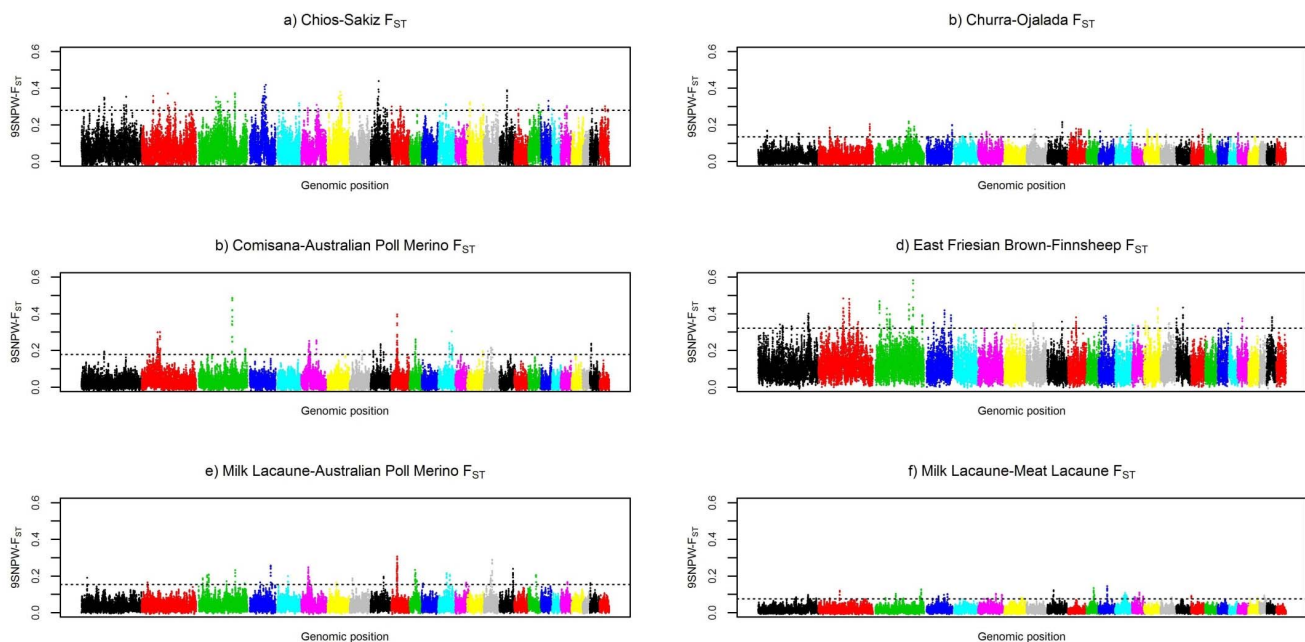 a) Chios-Sakiz FST
b) Churra-Ojalada FST
9SNPW-FST
0.6
0.4
0.2
0.0
Genomic position
9SNPW-FST
0.6
0.4
0.2
0.0
Genomic position
b) Comisana-Australian Poll Merino FST
d) East Friesian Brown-Finnsheep FST
9SNPW-FST
0.6
0.4
0.2
0.0
Genomic position
9SNPW-FST
0.6
0.4
0.2
0.0
Genomic position
e) Milk Lacaune-Australian Poll Merino FST
f) Milk Lacaune-Meat Lacaune FST
9SNPW-FST
0.6
0.4
0.2
0.0
Genomic position
9SNPW-FST
0.6
0.4
0.2
0.0
Genomic position